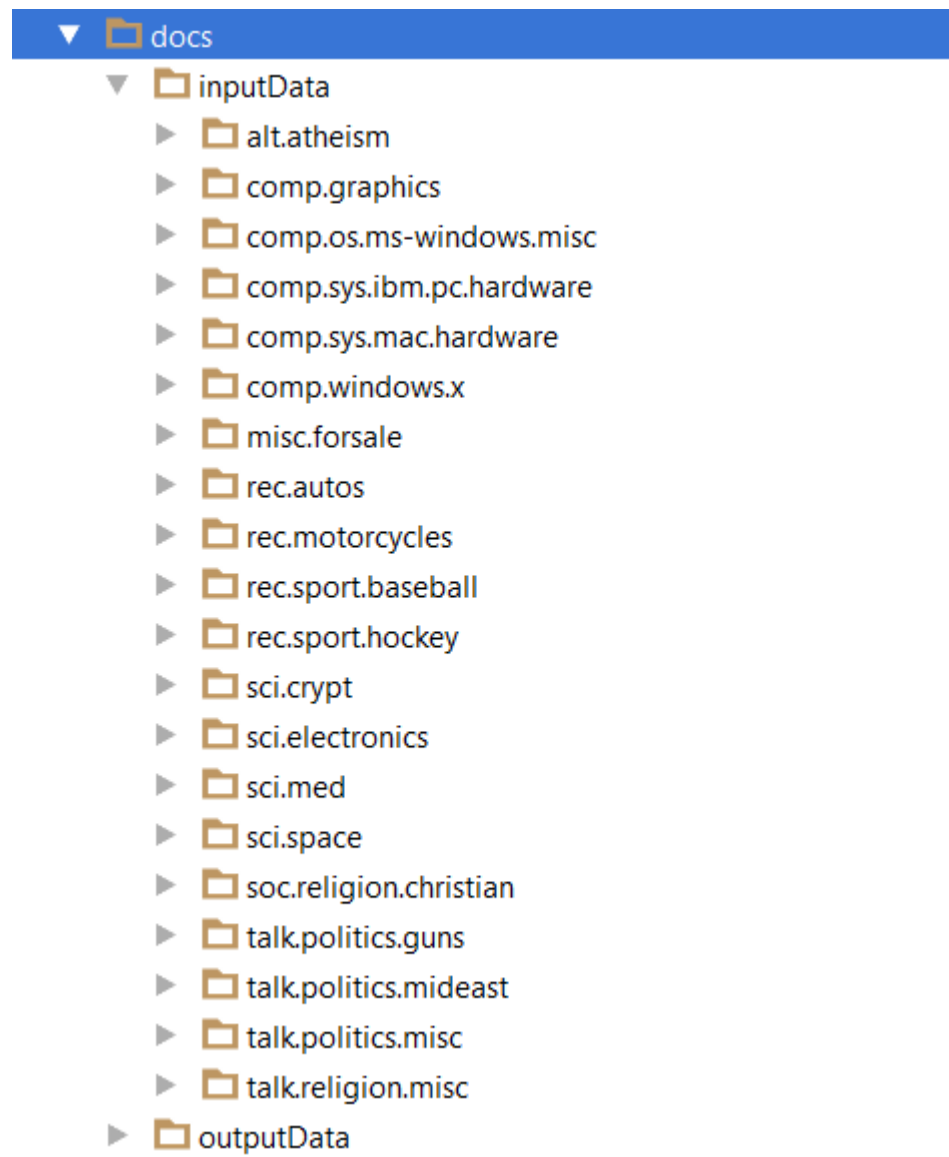 docs
inputData
alt.atheism
comp.graphics
comp.os.ms-windows.misc
comp.sys.ibm.pc.hardware
comp.sys.mac.hardware
comp.windows.x
misc.forsale
rec.autos
rec.motorcycles
rec.sport.baseball
rec.sport.hockey
sci.crypt
sci.electronics
sci.med
sci.space
soc.religion.christian
talk.politics.guns
talk.politics.mideast
talk.politics.misc
talk.religion.misc
outputData